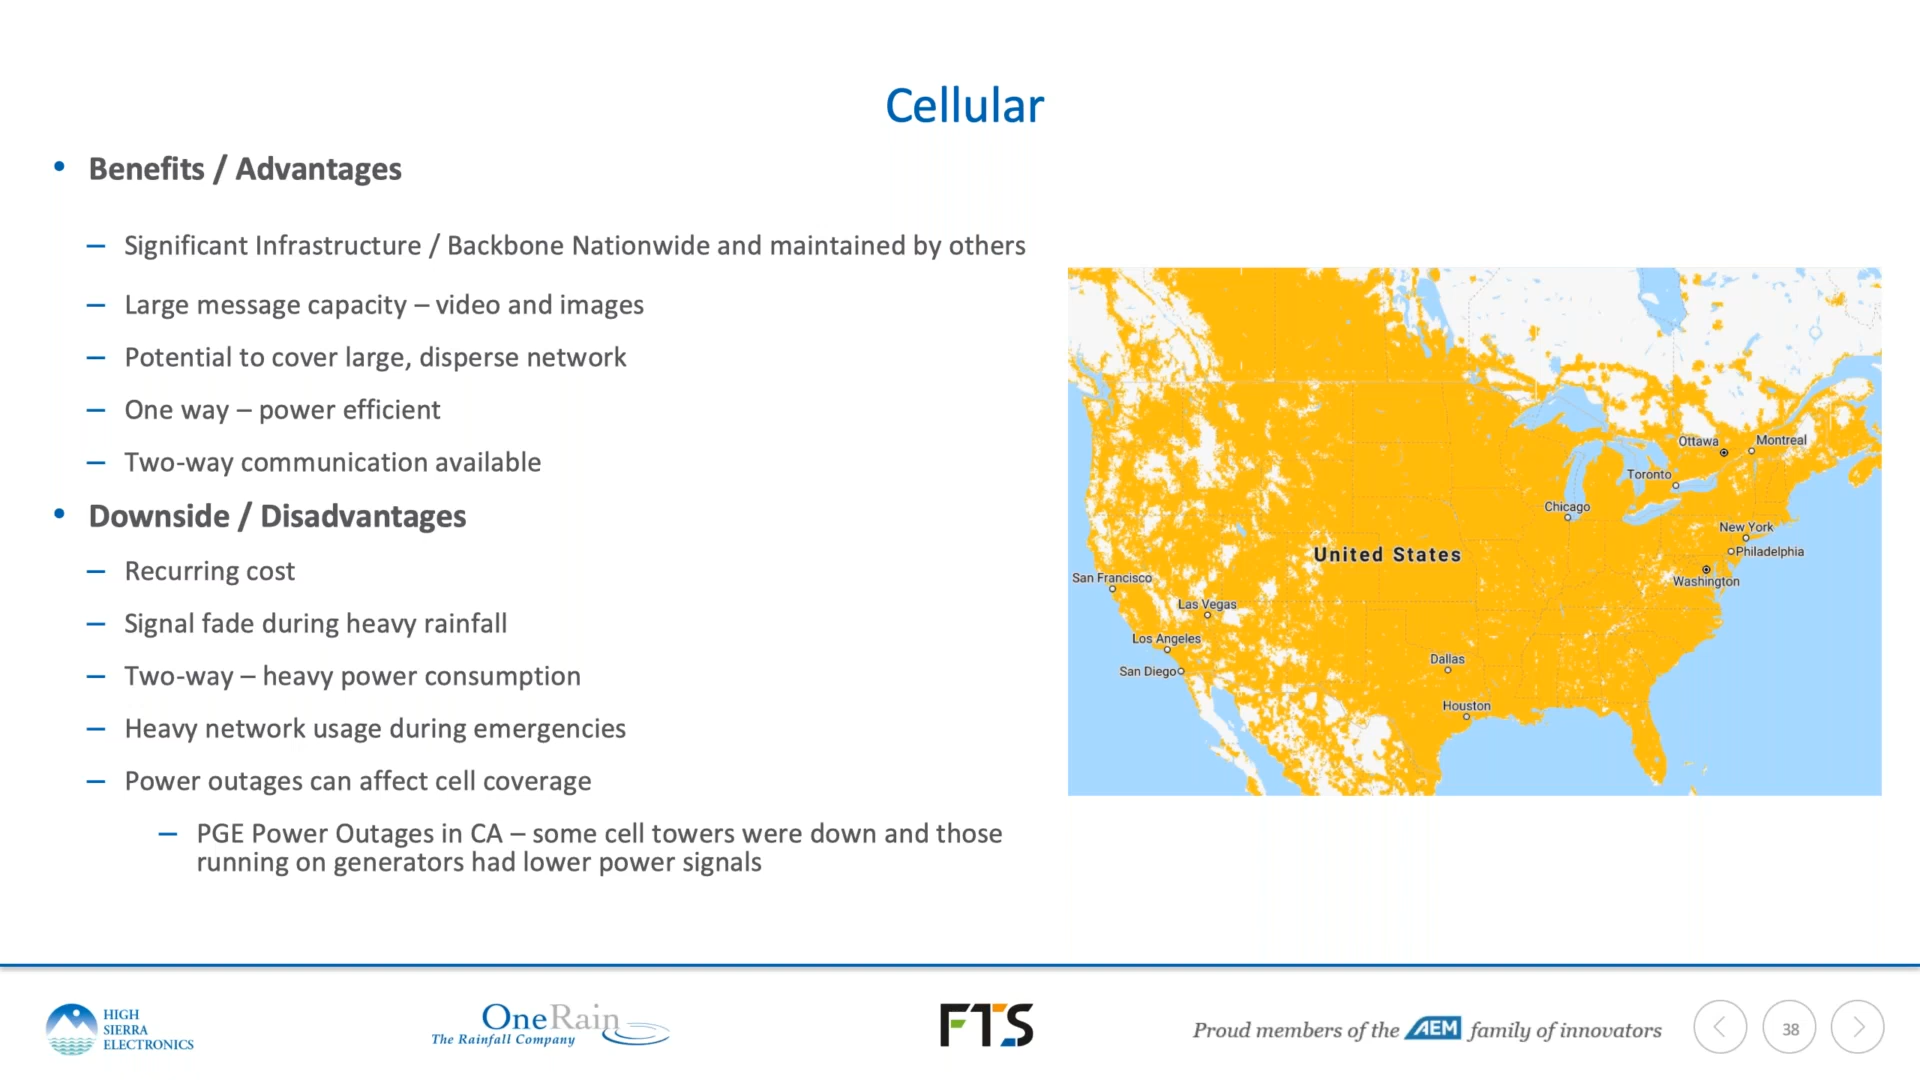 Cellular
• Benefits / Advantages
– Significant Infrastructure / Backbone Nationwide and maintained by others
– Large message capacity – video and images
– Potential to cover large, disperse network
– One way – power efficient
– Two-way communication available
• Downside / Disadvantages
– Recurring cost
– Signal fade during heavy rainfall
– Two-way – heavy power consumption
– Heavy network usage during emergencies
– Power outages can affect cell coverage
– PGE Power Outages in CA – some cell towers were down and those
running on generators had lower power signals
Ottawa
Montreal
Toronto
Chicago
New York
Philadelphia
United States
Washington
San Francisco
Las Vegas
Los Angeles
Dallas
San Diego
Houston
HIGH
SIERRA
ELECTRONICS
OneRain
The Rainfall Company
FTS
Proud members of the AEM family of innovators
38